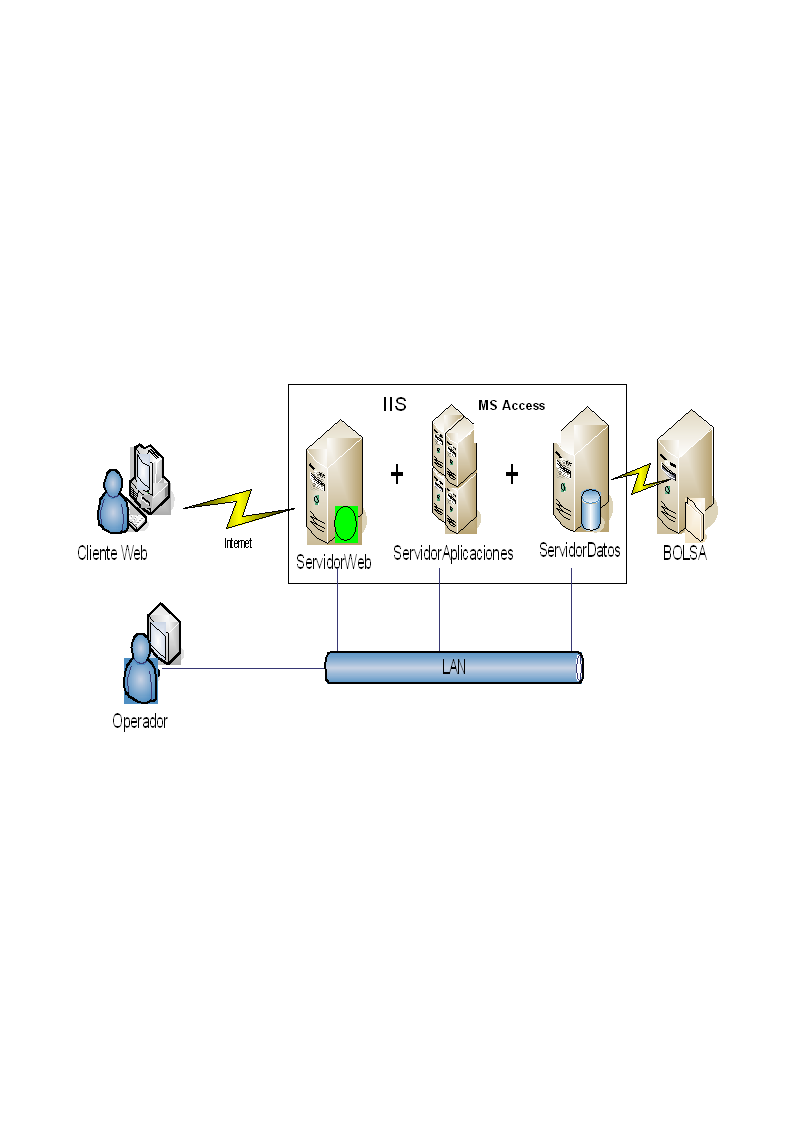 IIS
MS Access
+
+
Cliente Web
Internet
ServidorWeb
ServidorAplicaciones
ServidorDatos
BOLSA
LAN
Operador